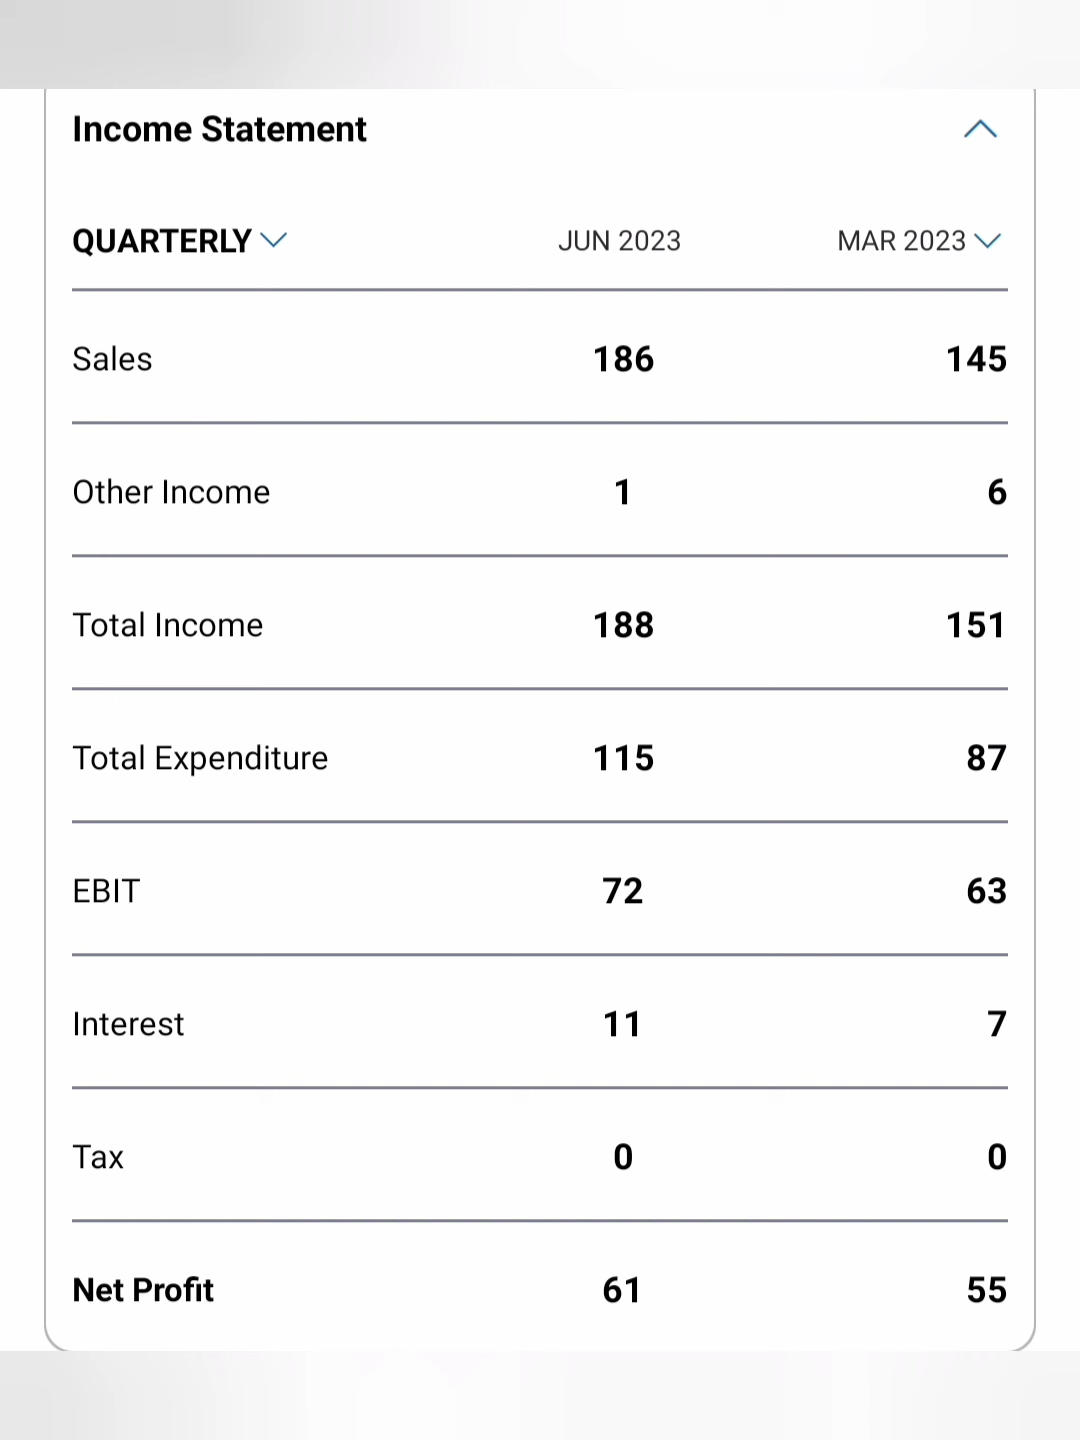 Income Statement
QUARTERLY JUN 2023 MAR 2023
Sales 186 145
Other Income 1 6
Total Income 188 151
Total Expenditure 115 87
EBIT 72 63
Interest 11 7
Tax 0 0
Net Profit 61 55